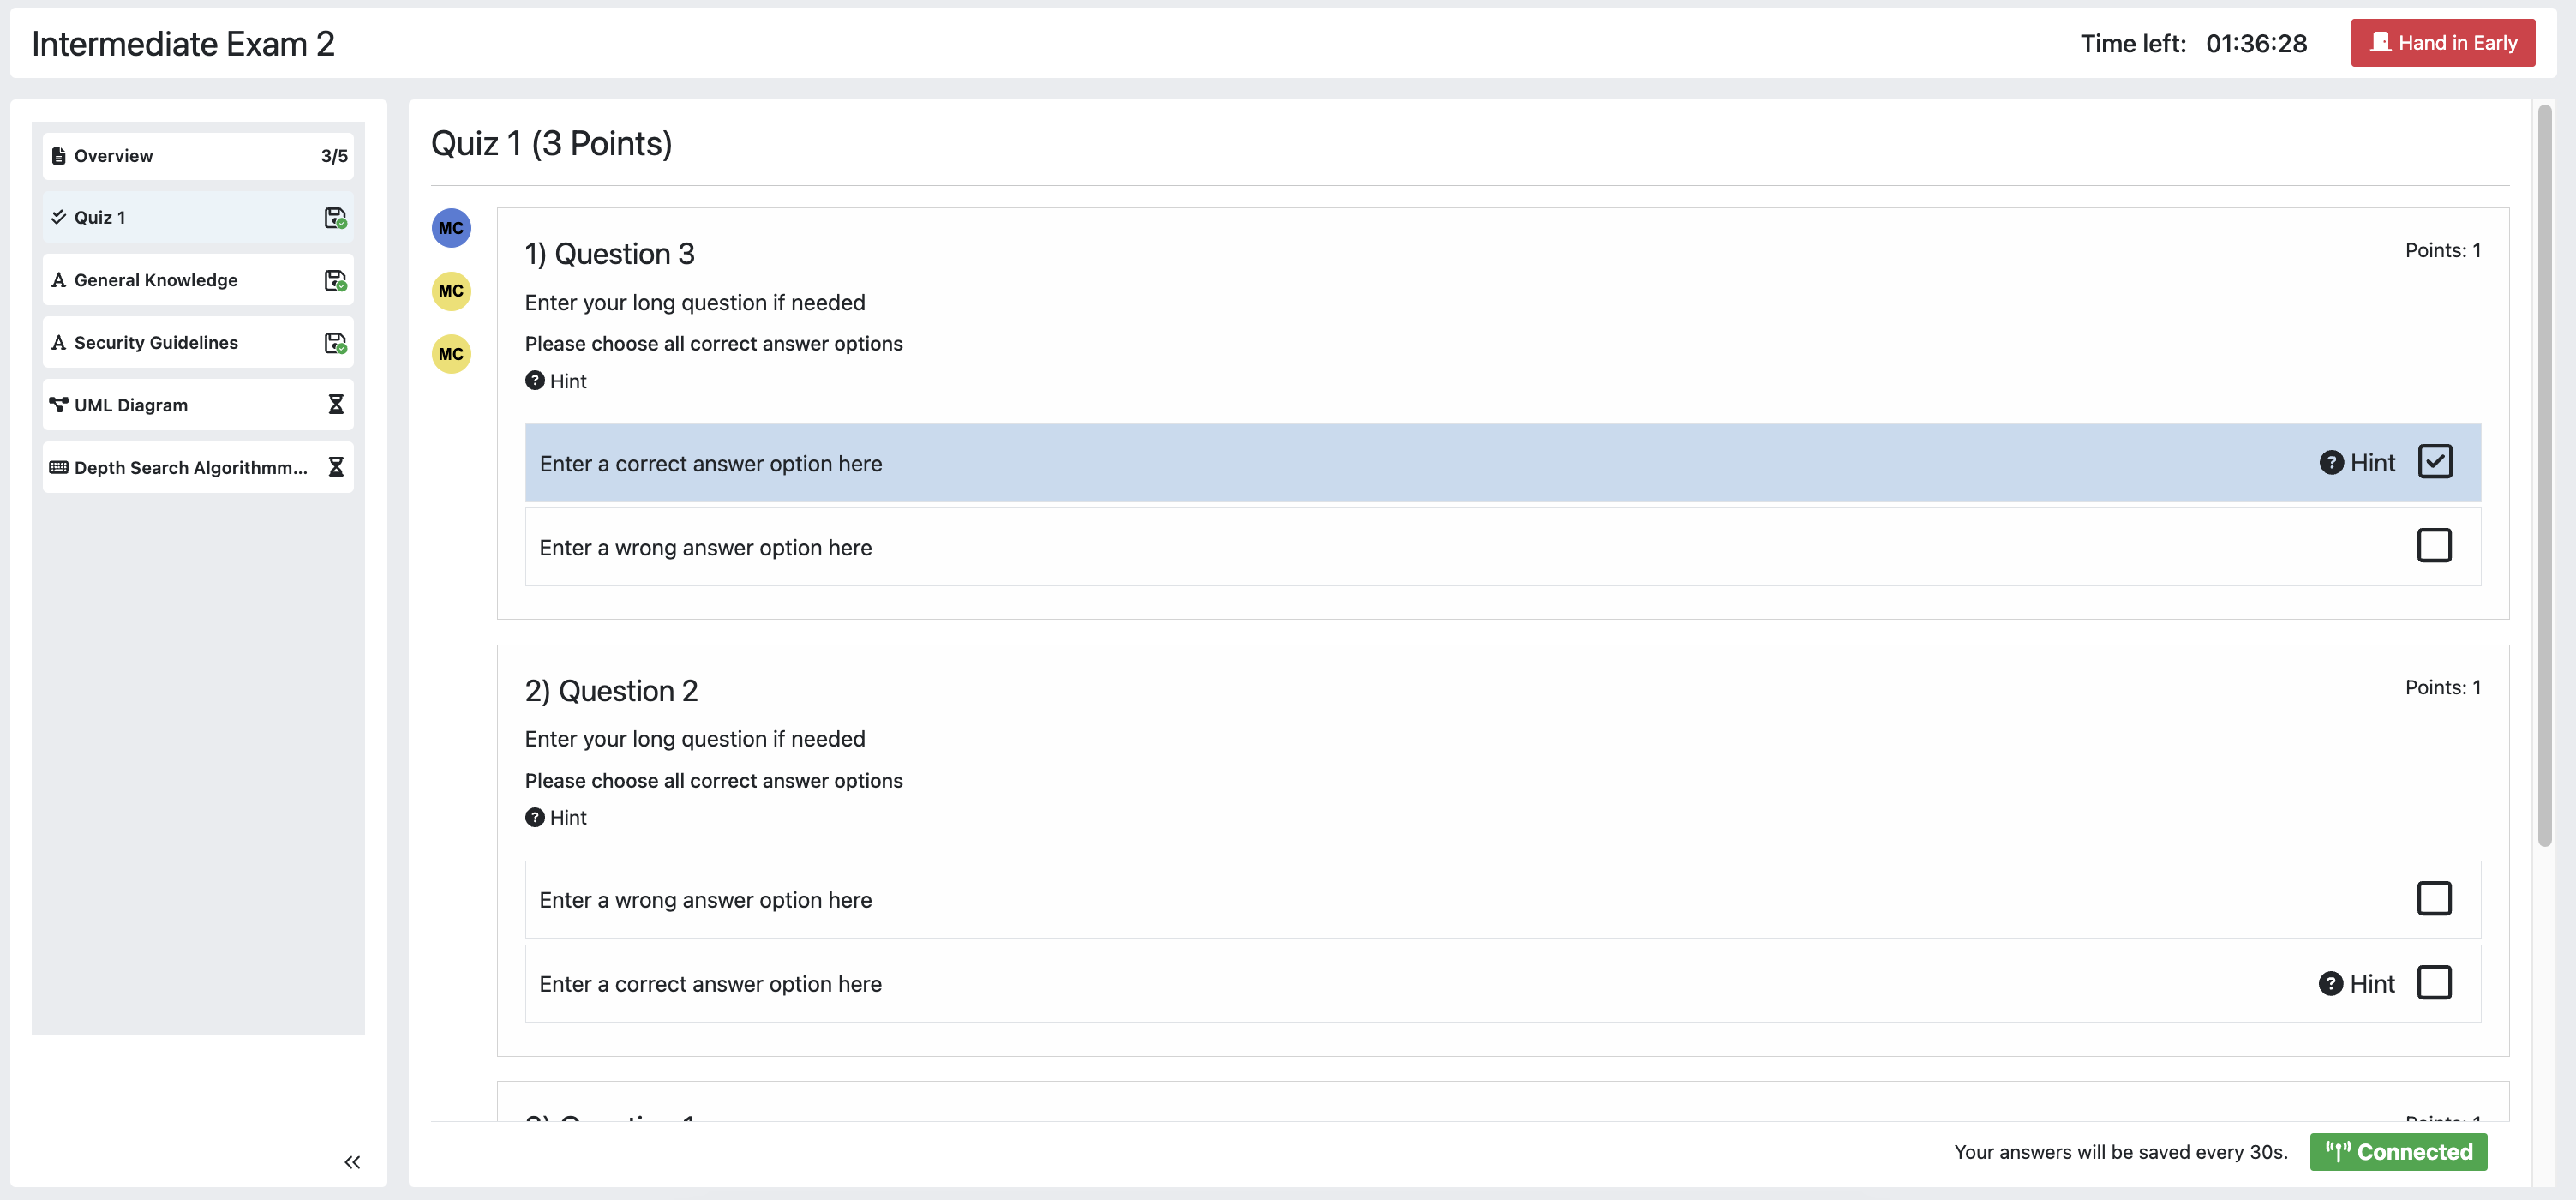 Intermediate Exam 2
Time left: 01:36:28
Hand in Early
Overview 3/5
Quiz 1
General Knowledge
Security Guidelines
UML Diagram
Depth Search Algorithmm...
Quiz 1 (3 Points)
MC
MC
MC
1) Question 3
Points: 1
Enter your long question if needed
Please choose all correct answer options
Hint
Enter a correct answer option here
Hint
Enter a wrong answer option here
2) Question 2
Points: 1
Enter your long question if needed
Please choose all correct answer options
Hint
Enter a wrong answer option here
Enter a correct answer option here
Hint
Your answers will be saved every 30s.
Connected